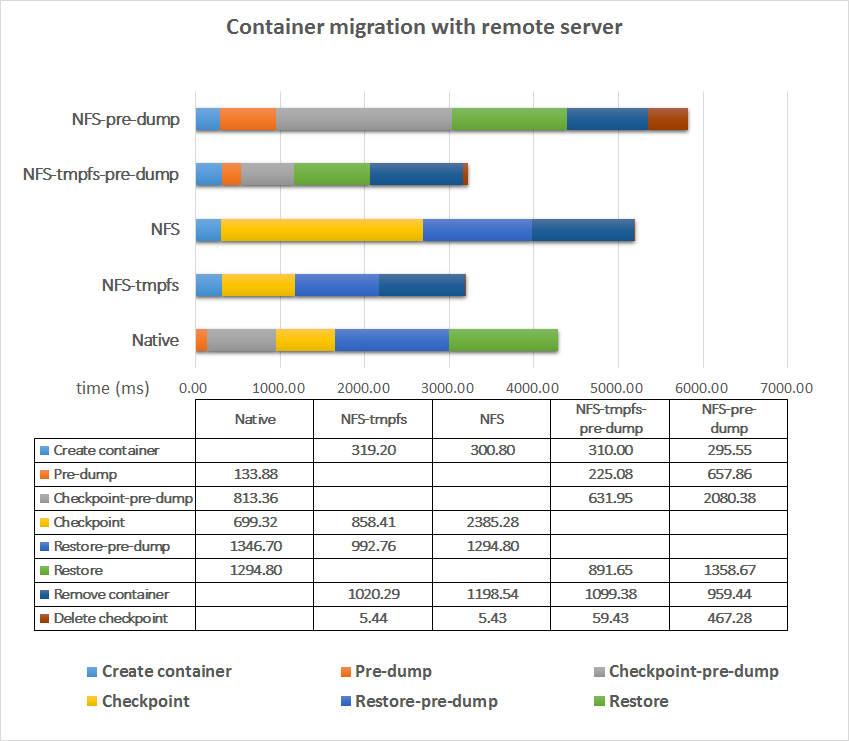 Container migration with remote server
NFS-pre-dump
NFS-tmpfs-pre-dump
NFS
NFS-tmpfs
Native
time (ms) 0.00 1000.00 2000.00 3000.00 4000.00 5000.00 6000.00 7000.00
Native NFS-tmpfs NFS NFS-tmpfs- NFS-pre-
pre-dump dump
Create container 319.20 300.80 310.00 295.55
Pre-dump 133.88 225.08 657.86
Checkpoint-pre-dump 813.36 631.95 2080.38
Checkpoint 699.32 858.41 2385.28
Restore-pre-dump 1346.70 992.76 1294.80
Restore 1294.80 891.65 1358.67
Remove container 1020.29 1198.54 1099.38 959.44
Delete checkpoint 5.44 5.43 59.43 467.28
Create container Pre-dump Checkpoint-pre-dump
Checkpoint Restore-pre-dump Restore